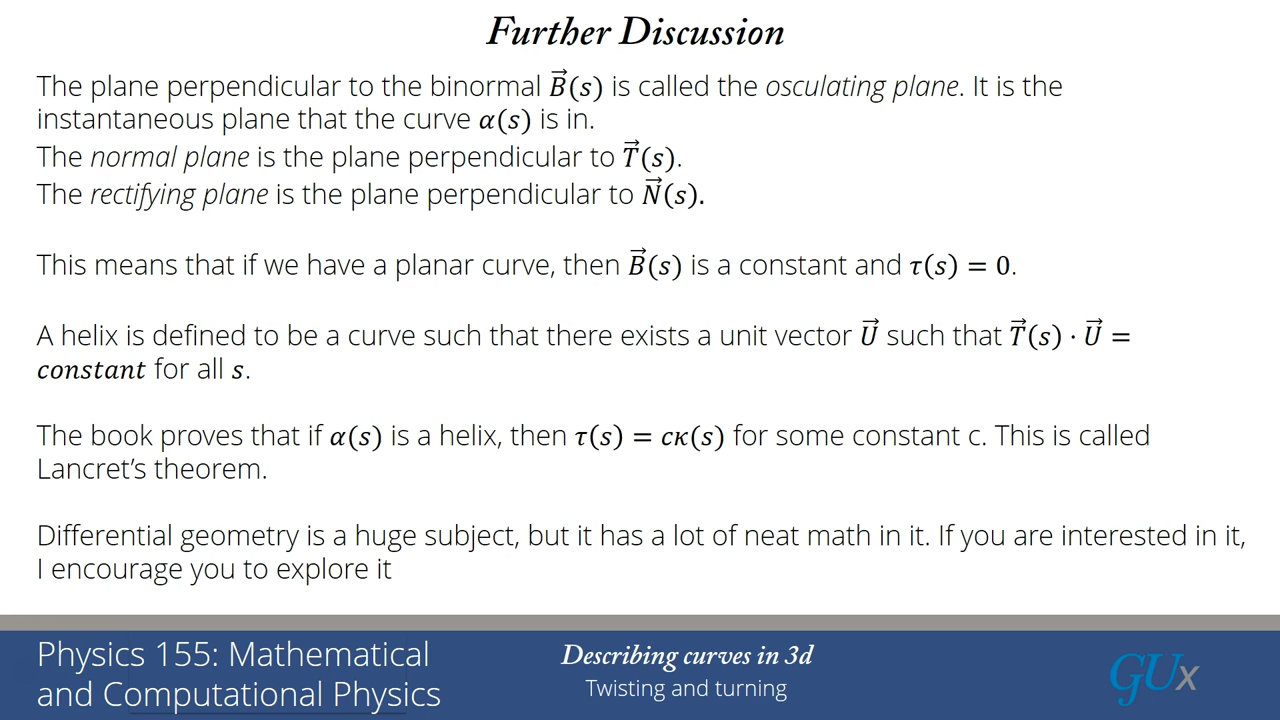 Further Discussion
The plane perpendicular to the binormal B⃗(s) is called the osculating plane. It is the
instantaneous plane that the curve α(s) is in.
The normal plane is the plane perpendicular to T⃗(s).
The rectifying plane is the plane perpendicular to N⃗(s).
This means that if we have a planar curve, then B⃗(s) is a constant and τ(s) = 0.
A helix is defined to be a curve such that there exists a unit vector U⃗ such that T⃗(s) · U⃗ =
constant for all s.
The book proves that if α(s) is a helix, then τ(s) = cκ(s) for some constant c. This is called
Lancret’s theorem.
Differential geometry is a huge subject, but it has a lot of neat math in it. If you are interested in it,
I encourage you to explore it
Physics 155: Mathematical
and Computational Physics
Describing curves in 3d
Twisting and turning
GUx